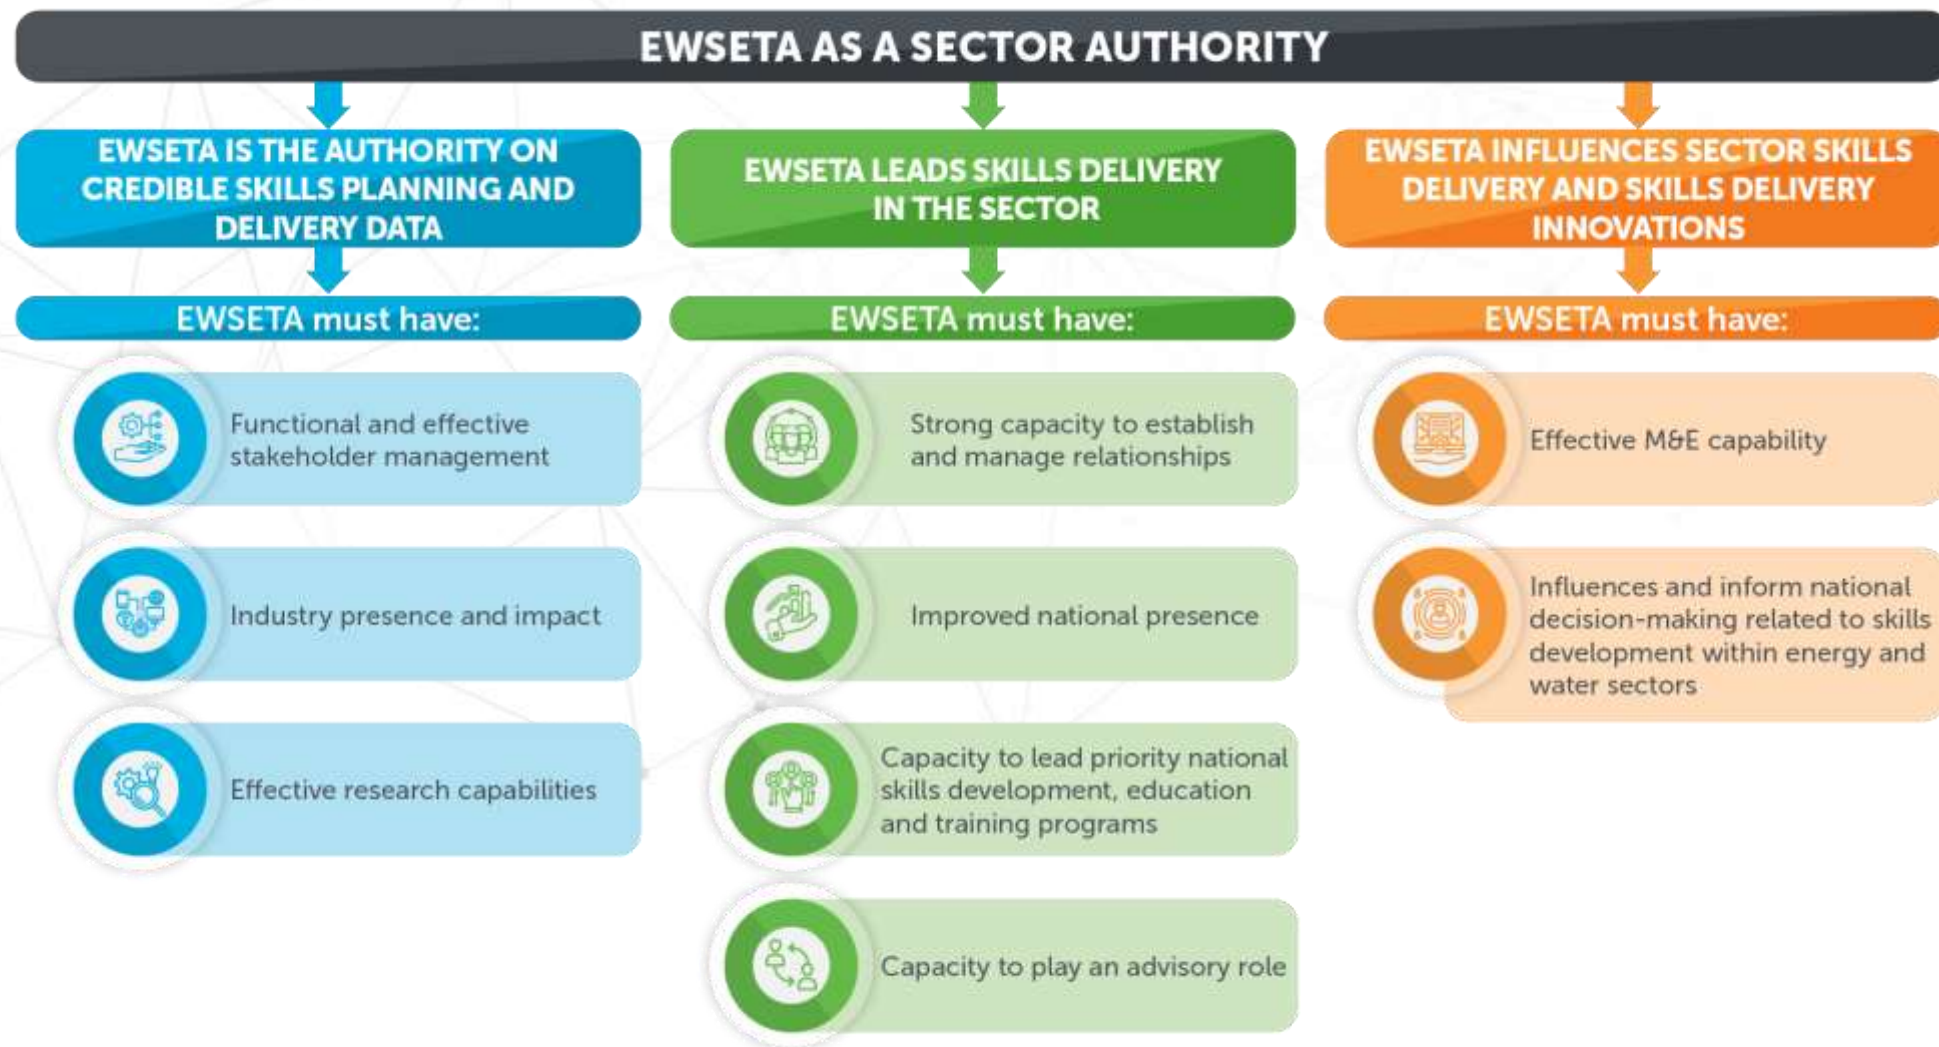 EWSETA AS A SECTOR AUTHORITY
EWSETA IS THE AUTHORITY ON
CREDIBLE SKILLS PLANNING AND
DELIVERY DATA
EWSETA must have:
Functional and effective
stakeholder management
Industry presence and impact
Effective research capabilities
EWSETA LEADS SKILLS DELIVERY
IN THE SECTOR
EWSETA must have:
Strong capacity to establish
and manage relationships
Improved national presence
Capacity to lead priority national
skills development, education
and training programs
Capacity to play an advisory role
EWSETA INFLUENCES SECTOR SKILLS
DELIVERY AND SKILLS DELIVERY
INNOVATIONS
EWSETA must have:
Effective M&E capability
Influences and inform national
decision-making related to skills
development within energy and
water sectors